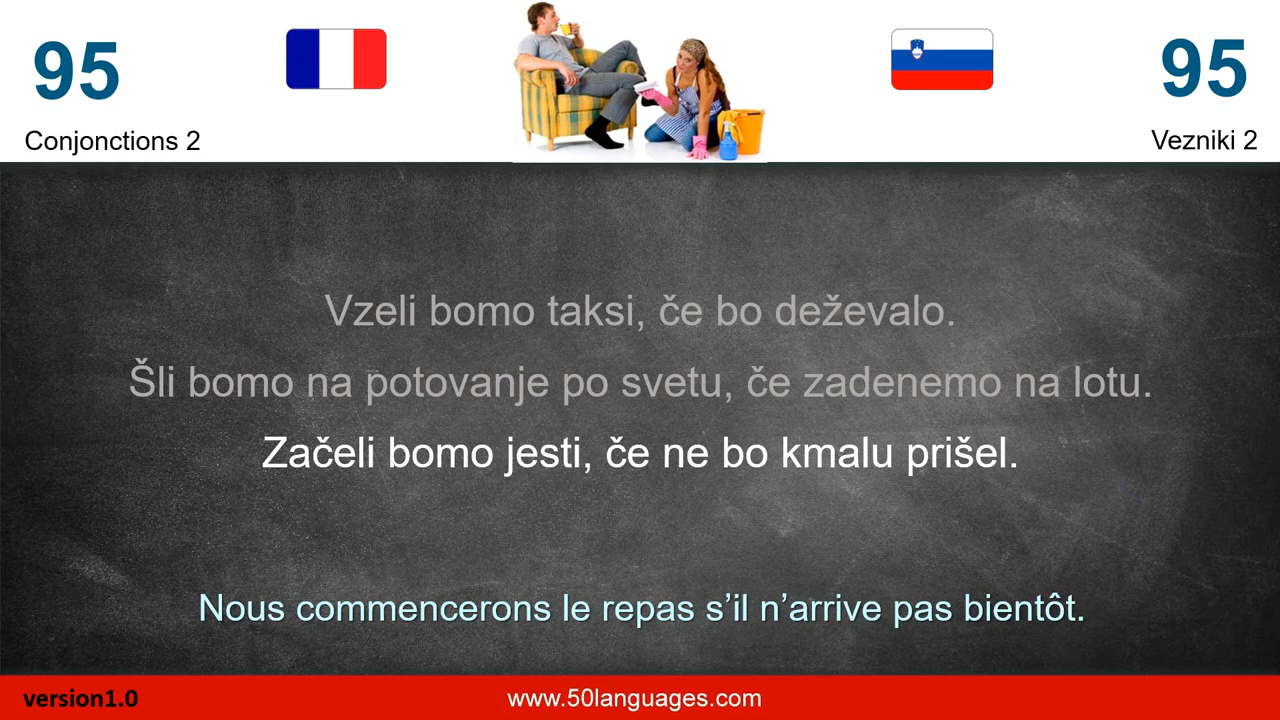 95
95
Conjonctions 2
Vezniki 2
Vzeli bomo taksi, če bo deževalo.
Šli bomo na potovanje po svetu, če zadenemo na lotu.
Začeli bomo jesti, če ne bo kmalu prišel.
Nous commencerons le repas s’il n’arrive pas bientôt.
version1.0
www.50languages.com